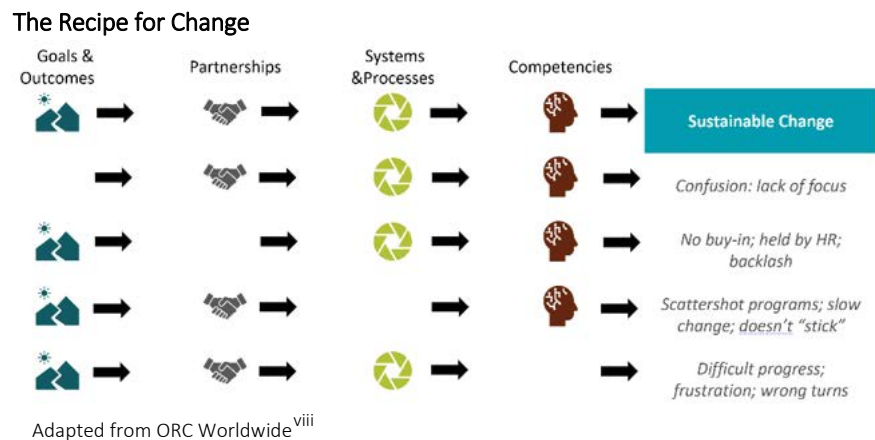 The Recipe for Change
Goals &
Outcomes
Partnerships
Systems
&Processes
Competencies
Sustainable Change
Confusion: lack of focus
No buy-in; held by HR;
backlash
Scattershot programs; slow
change; doesn't "stick"
Difficult progress;
frustration; wrong turns
Adapted from ORC Worldwide viii